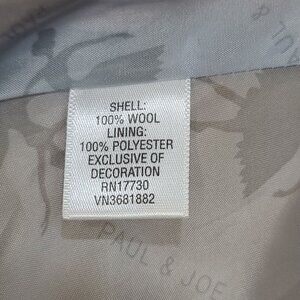 SHELL:
100% WOOL
LINING:
100% POLYESTER
EXCLUSIVE OF
DECORATION
RN17730
VN3681882
PAUL & JOE